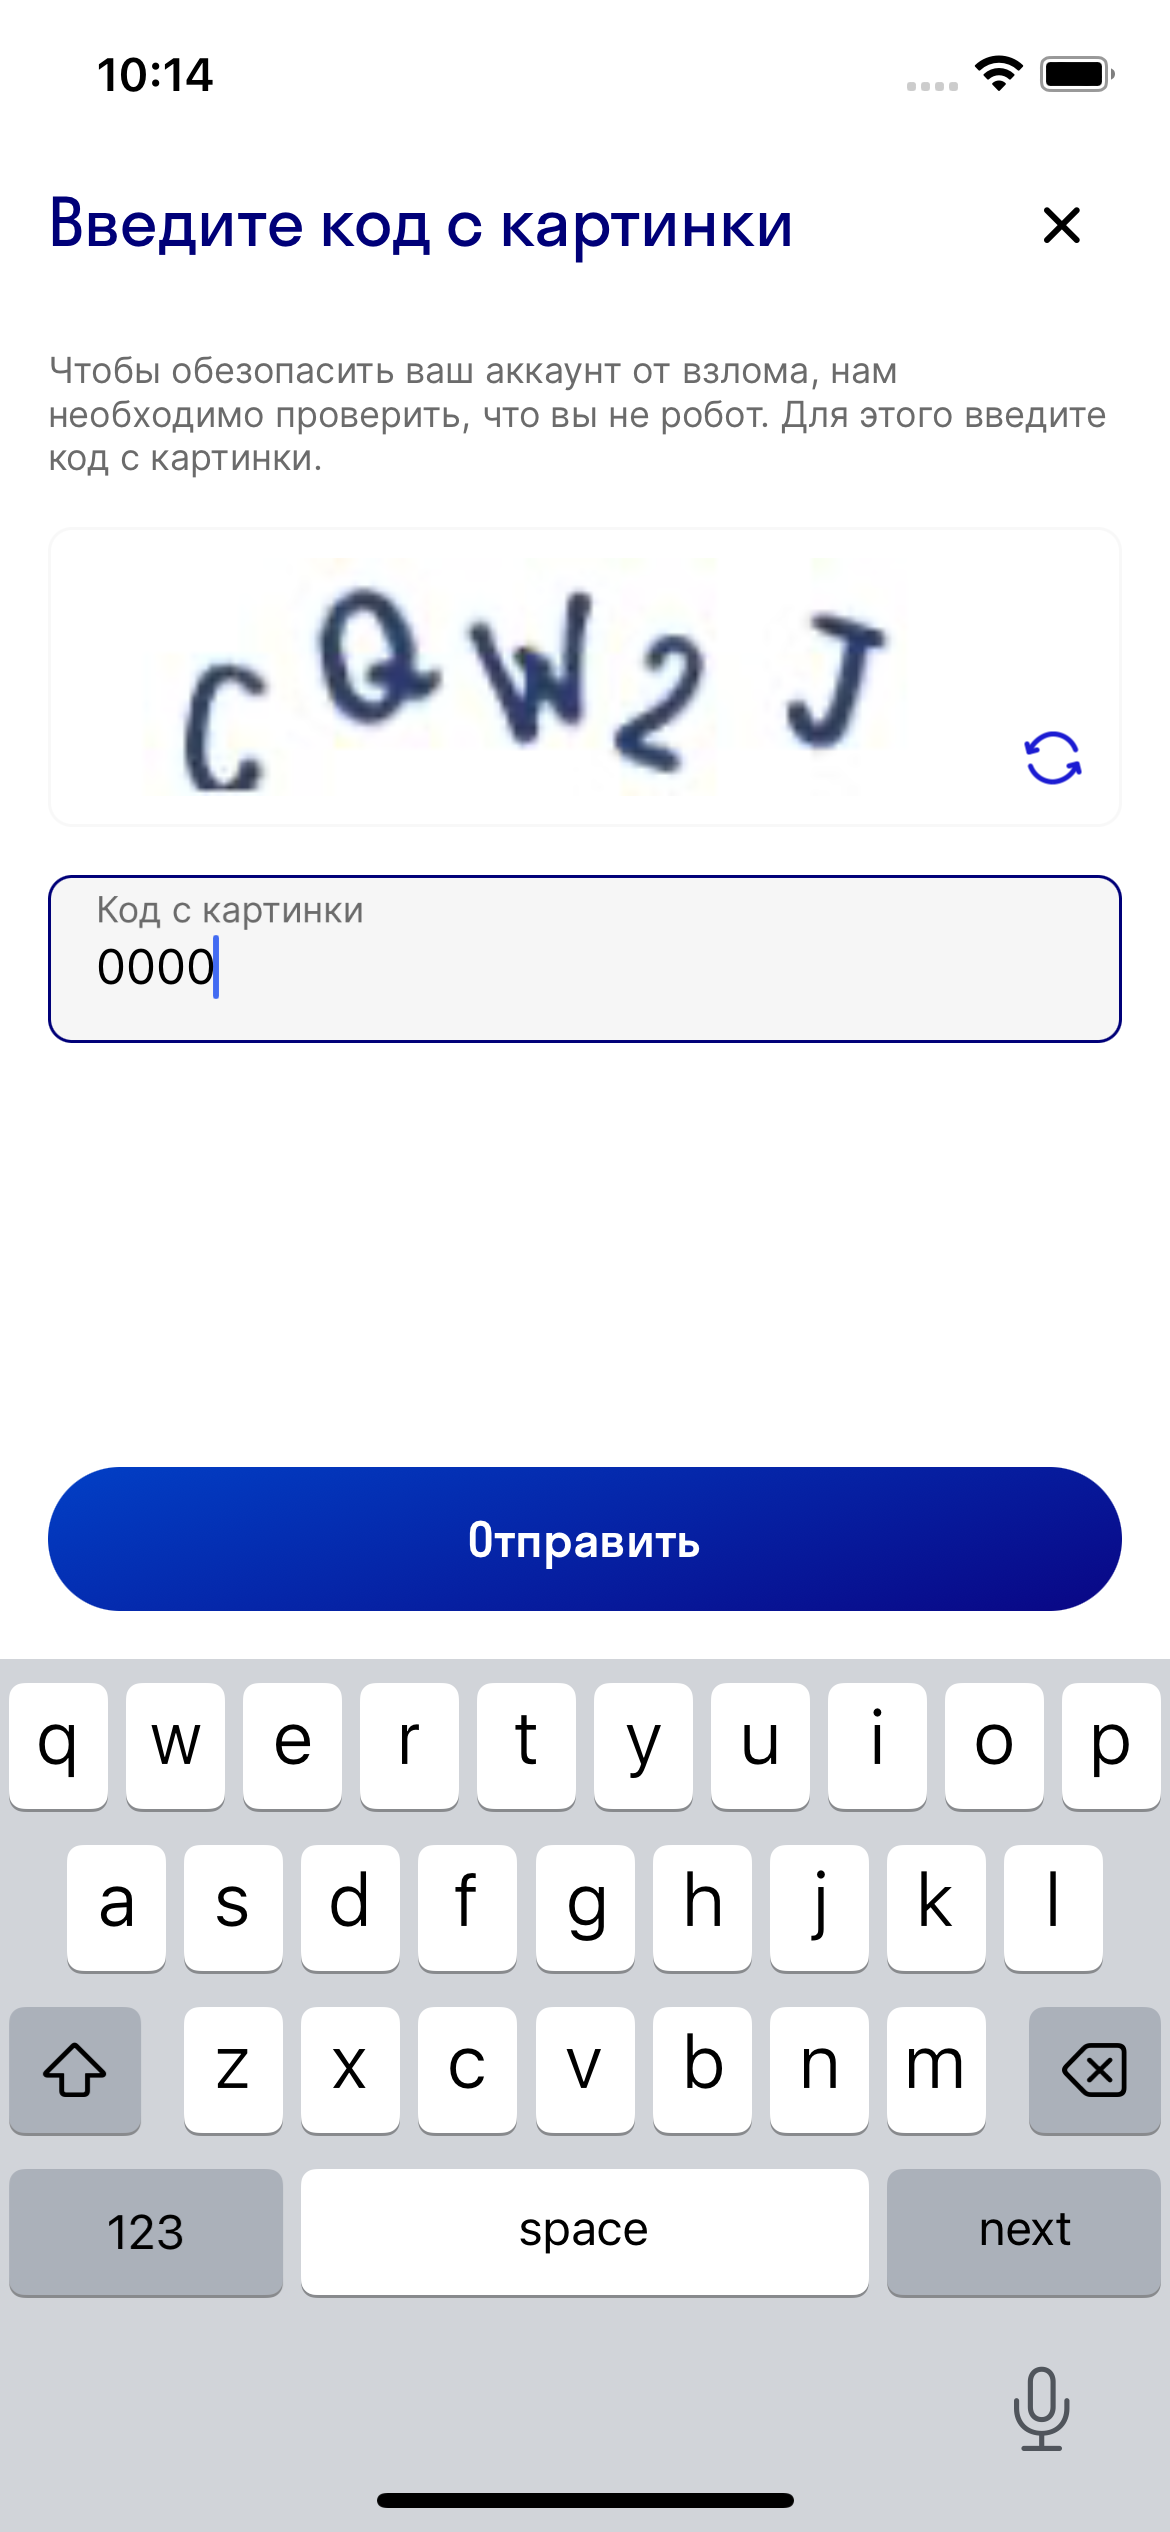 10:14
Введите код с картинки
Чтобы обезопасить ваш аккаунт от взлома, нам
необходимо проверить, что вы не робот. Для этого введите
код с картинки.
C Q W 2 J
Код с картинки
0000
Отправить
q w e r t y u i o p
a s d f g h j k l
z x c v b n m
123 space next